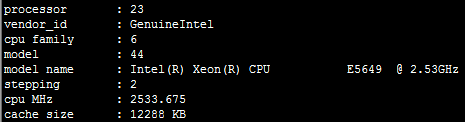 processor : 23
vendor_id : GenuineIntel
cpu family : 6
model : 44
model name : Intel(R) Xeon(R) CPU E5649 @ 2.53GHz
stepping : 2
cpu MHz : 2533.675
cache size : 12288 KB